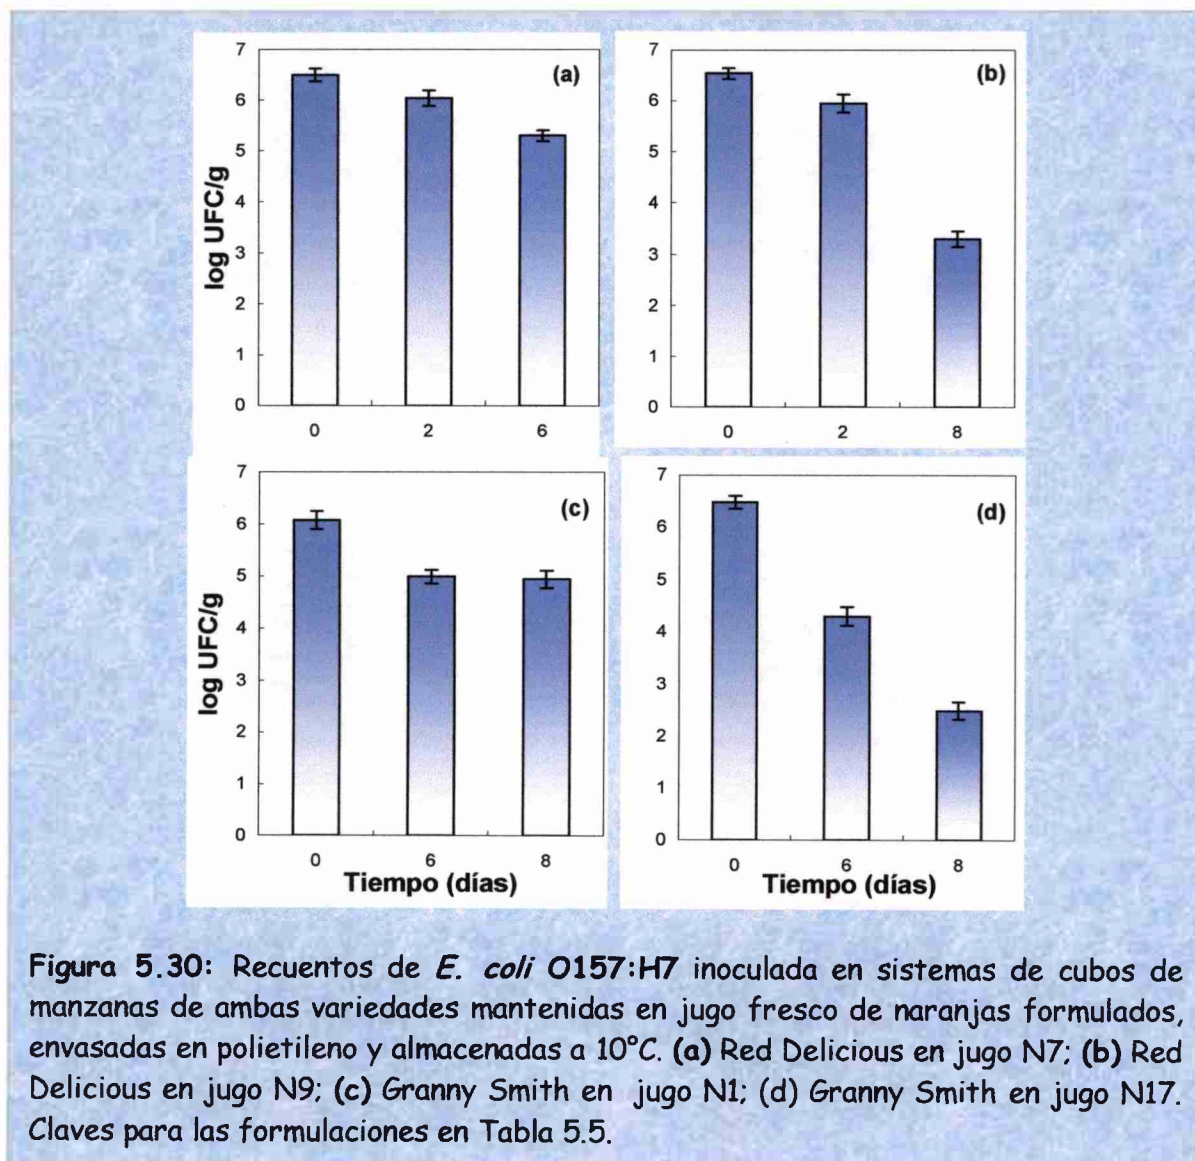 7
6
5
4
3
2
1
0
log UFC/g
(a)
0 2 6
7
6
5
4
3
2
1
0
(b)
0 2 8
7
6
5
4
3
2
1
0
log UFC/g
(c)
0 6 8
Tiempo (días)
7
6
5
4
3
2
1
0
(d)
0 6 8
Tiempo (días)
Figura 5.30: Recuentos de E. coli O157:H7 inoculada en sistemas de cubos de
manzanas de ambas variedades mantenidas en jugo fresco de naranjas formulados,
envasadas en polietileno y almacenadas a 10°C. (a) Red Delicious en jugo N7; (b) Red
Delicious en jugo N9; (c) Granny Smith en jugo N1; (d) Granny Smith en jugo N17.
Claves para las formulaciones en Tabla 5.5.